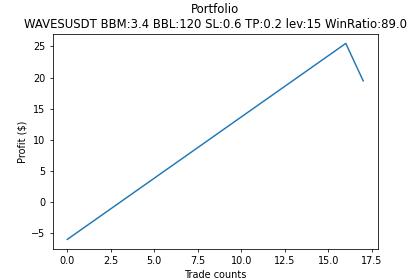 Portfolio
WAVESUSDT BBM:3.4 BBL:120 SL:0.6 TP:0.2 lev:15 WinRatio:89.0
25
20
15
10
5
0
−5
Profit ($)
0.0 2.5 5.0 7.5 10.0 12.5 15.0 17.5
Trade counts